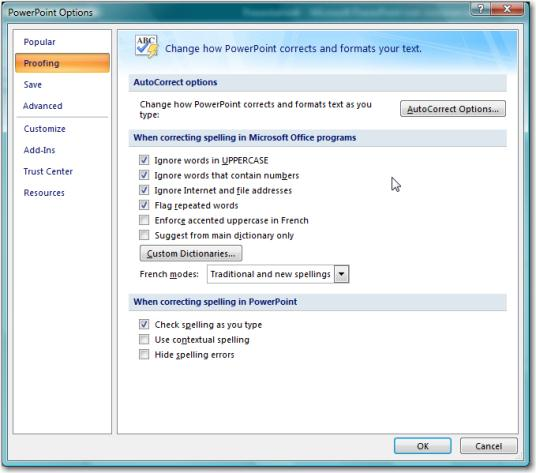 PowerPoint Options
Popular
Proofing
Save
Advanced
Customize
Add-Ins
Trust Center
Resources
ABC
Change how PowerPoint corrects and formats your text.
AutoCorrect options
Change how PowerPoint corrects and formats text as you
type:
AutoCorrect Options...
When correcting spelling in Microsoft Office programs
Ignore words in UPPERCASE
Ignore words that contain numbers
Ignore Internet and file addresses
Flag repeated words
Enforce accented uppercase in French
Suggest from main dictionary only
Custom Dictionaries...
French modes: Traditional and new spellings
When correcting spelling in PowerPoint
Check spelling as you type
Use contextual spelling
Hide spelling errors
OK Cancel